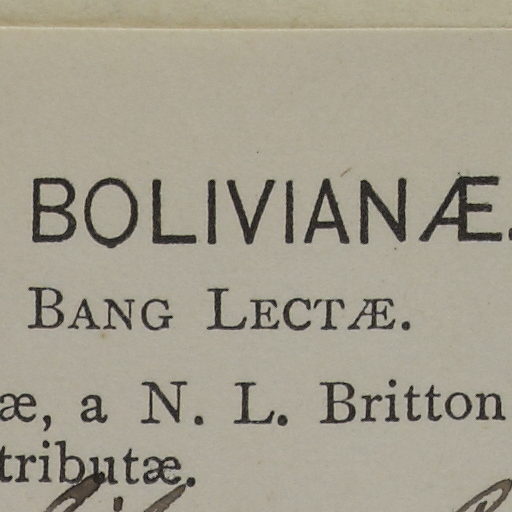 BOLIVIANÆ.
BANG LECTÆ.
æ, a N. L. Britton
tributæ.